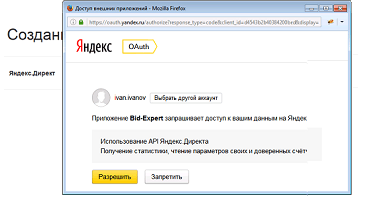 Доступ внешних приложений - Mozilla Firefox
https://oauth.yandex.ru/authorize?response_type=code&client_id=
Создани
Яндекс
OAuth
Яндекс.Директ
ivan.ivanov
Выбрать другой аккаунт
Приложение Bid-Expert запрашивает доступ к вашим данным на Яндек
Использование API Яндекс.Директа
Получение статистики, чтение параметров своих и доверенных счёт
Разрешить
Запретить